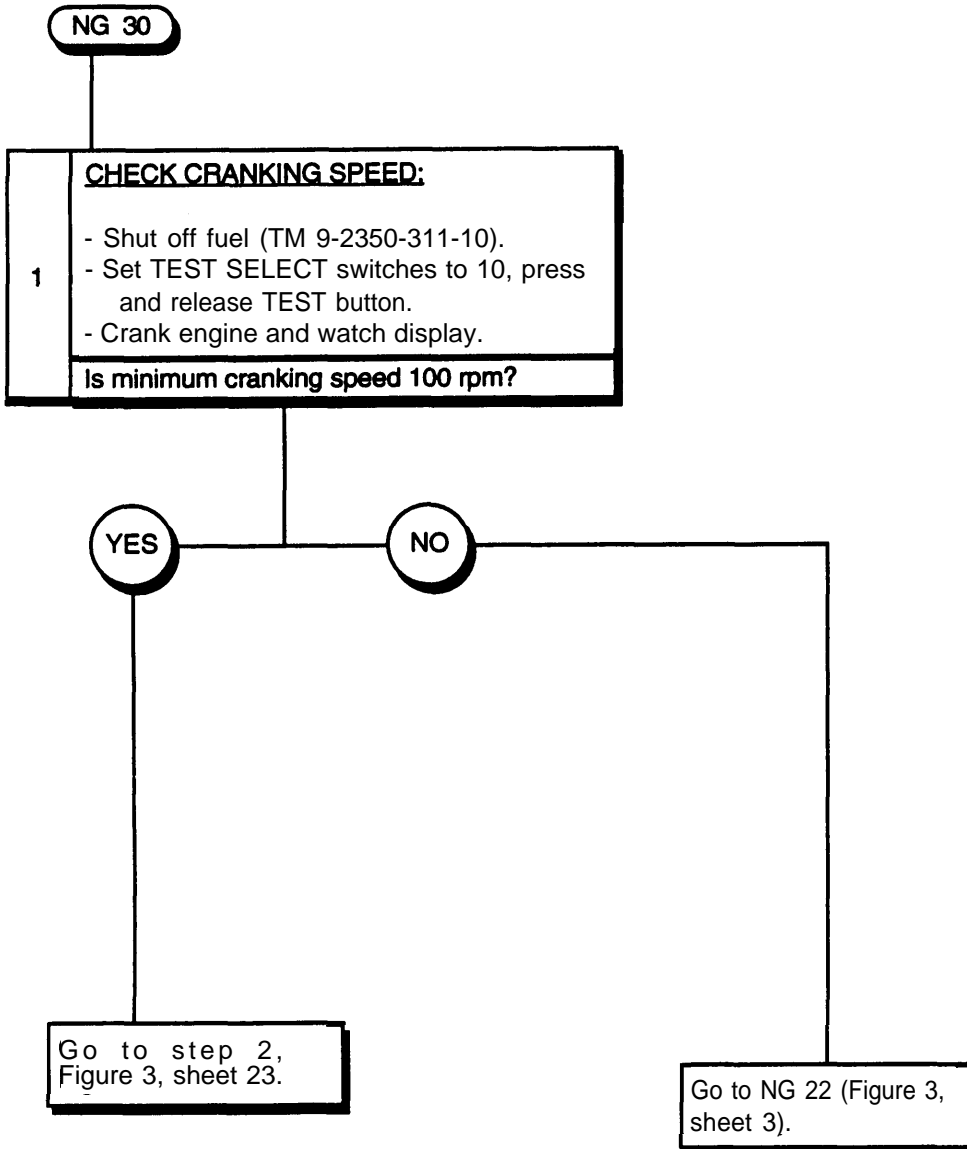 NG 30
CHECK CRANKING SPEED:
- Shut off fuel (TM 9-2350-311-10).
1
- Set TEST SELECT switches to 10, press
and release TEST button.
- Crank engine and watch display.
Is minimum cranking speed 100 rpm?
YES
NO
Go to step 2,
Figure 3, sheet 23.
Go to NG 22 (Figure 3,
sheet 3).